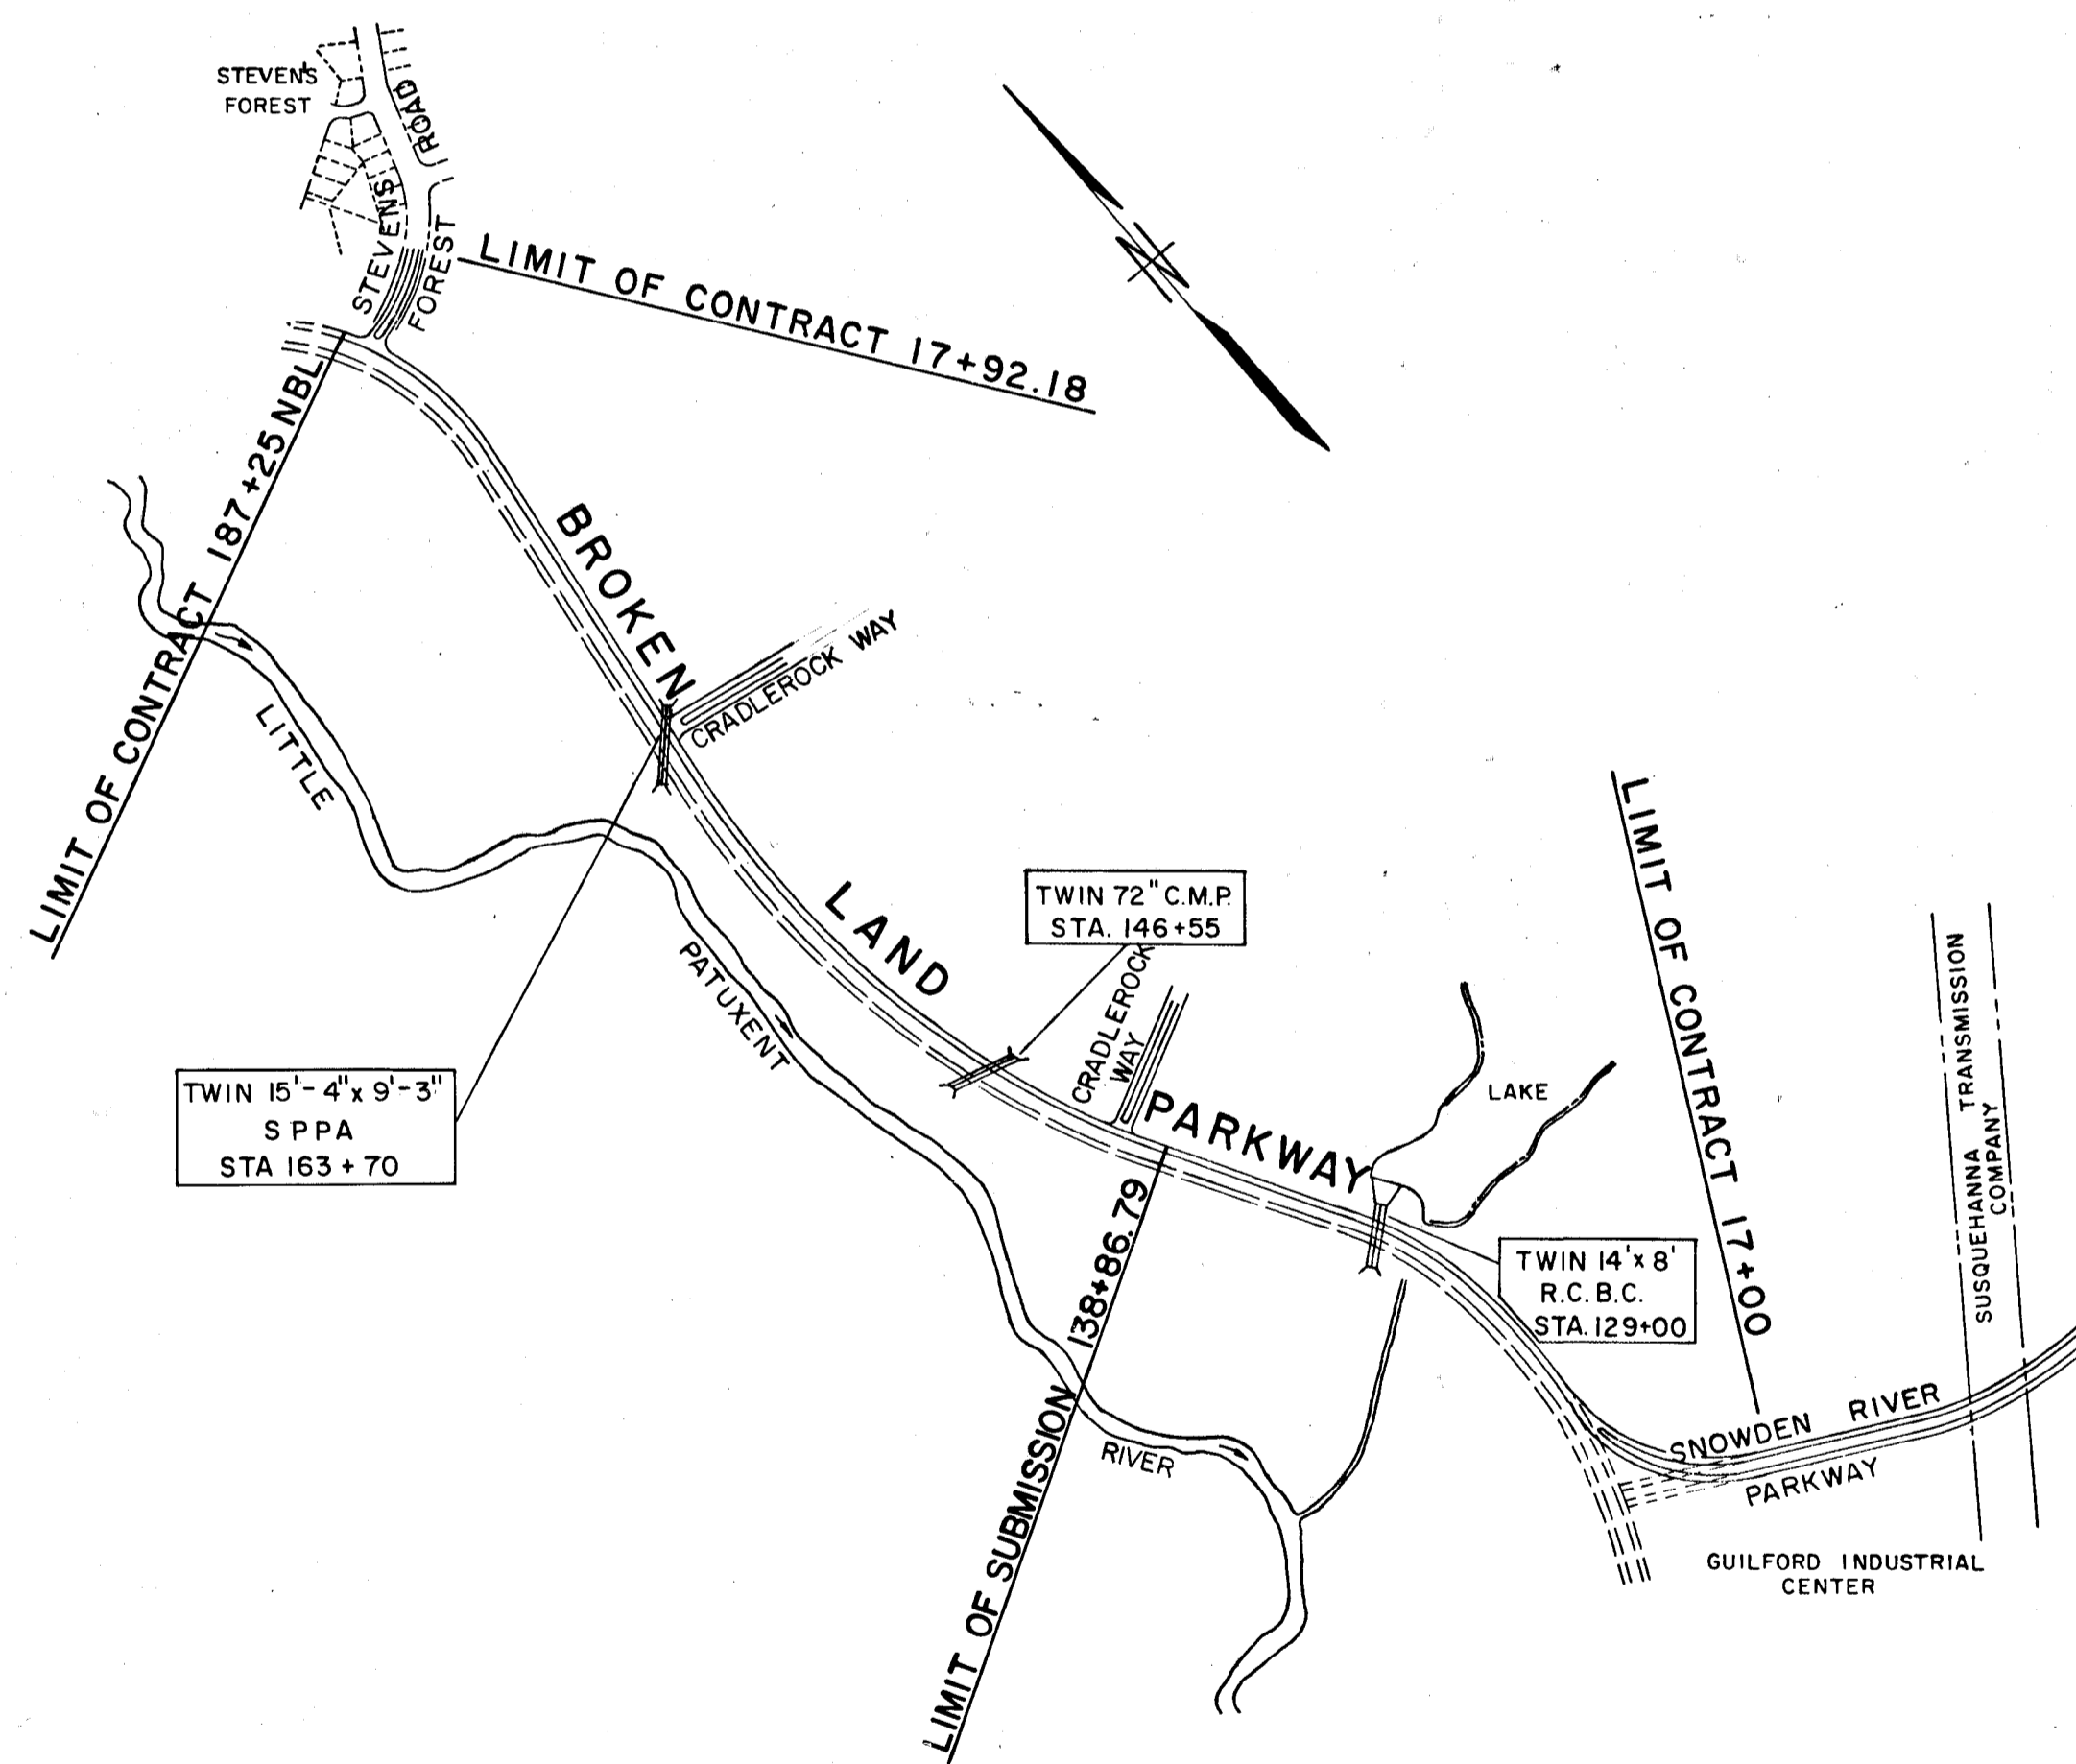 STEVEN'S
FOREST
STEVENS
FOREST
ROAD
LIMIT OF CONTRACT 17+92.18
N
LIMIT OF CONTRACT 187+25 NBL
BROKEN
LAND
PARKWAY
CRADLEROCK WAY
LITTLE
PATUXENT
RIVER
TWIN 72" C.M.P.
STA. 146+55
CRADLEROCK
WAY
TWIN 15'-4" x 9'-3"
SPPA
STA 163+70
LAKE
LIMIT OF CONTRACT 17+00
SUSQUEHANNA TRANSMISSION
COMPANY
LIMIT OF SUBMISSION 138+86.79
TWIN 14' x 8'
R.C.B.C.
STA. 129+00
SNOWDEN RIVER
PARKWAY
GUILFORD INDUSTRIAL
CENTER